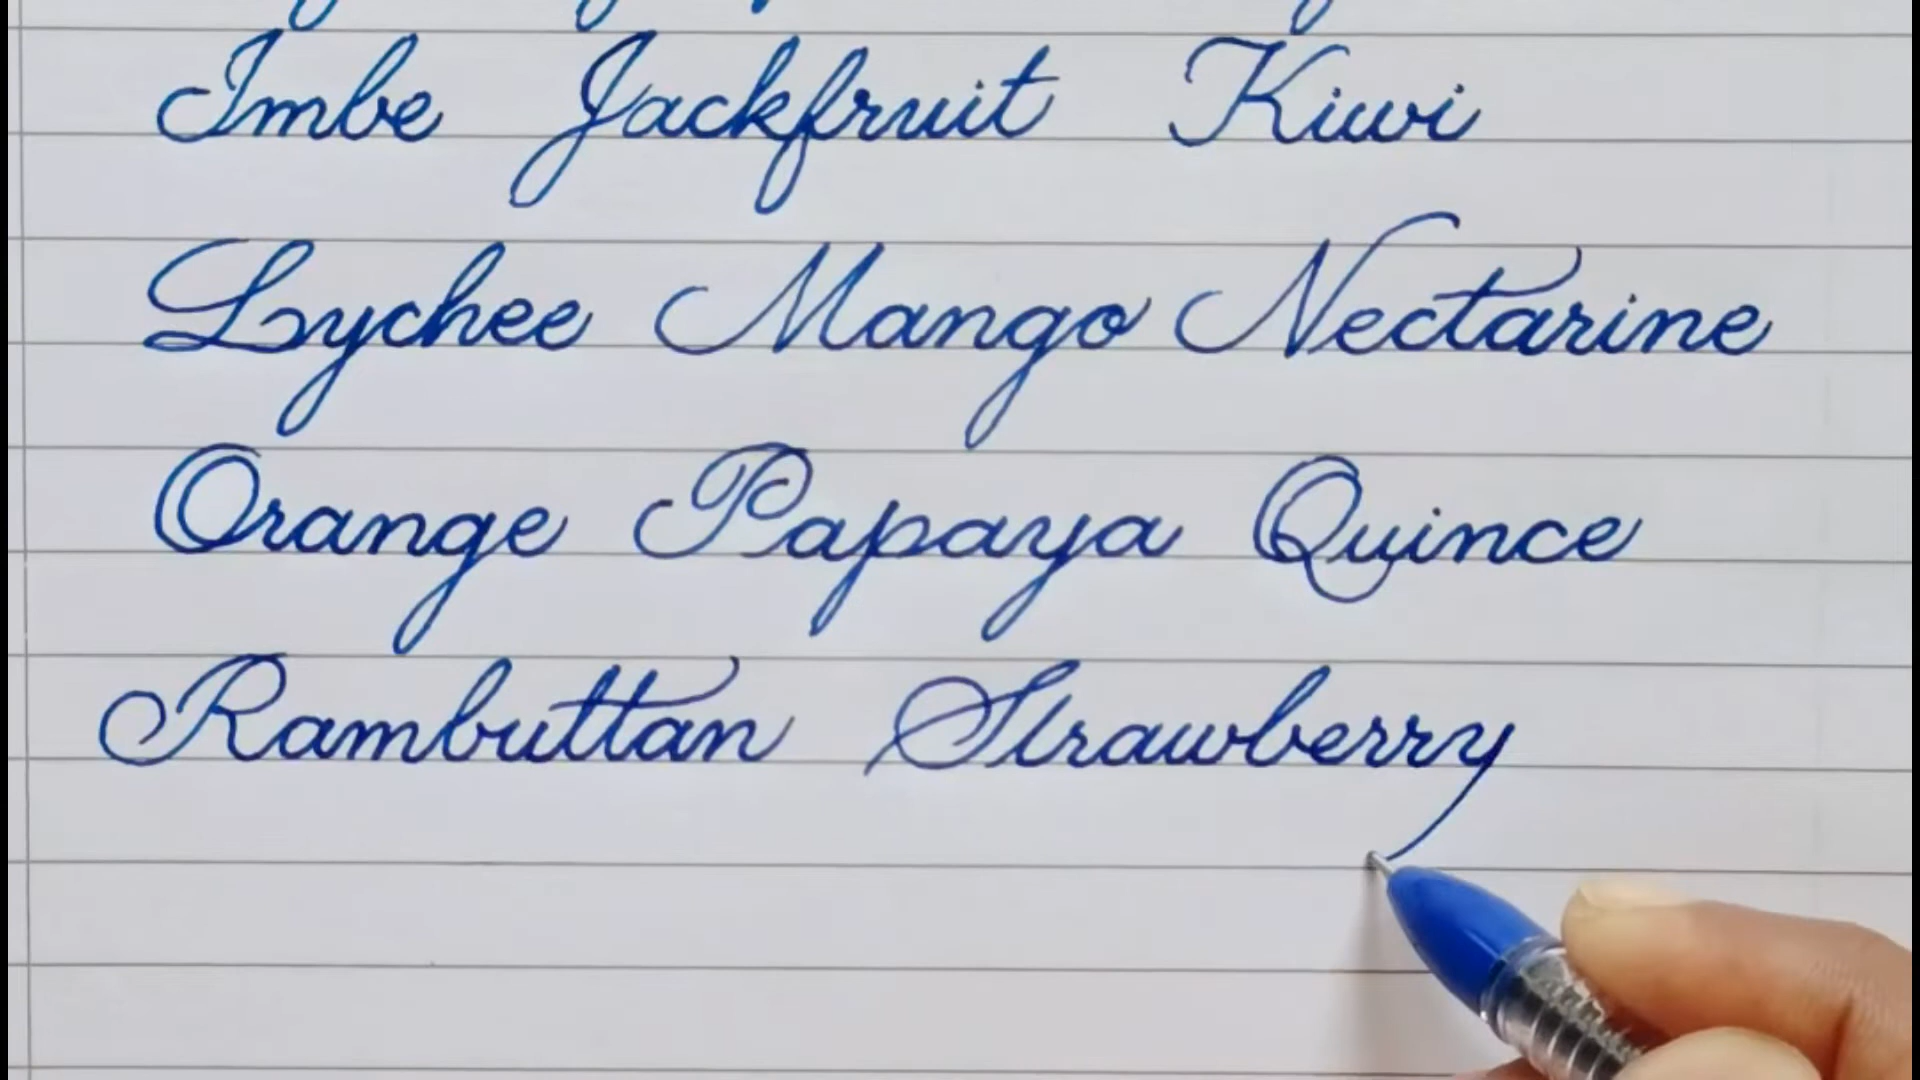 Imbe Jackfruit Kiwi
Lychee Mango Nectarine
Orange Papaya Quince
Rambuttan Strawberry